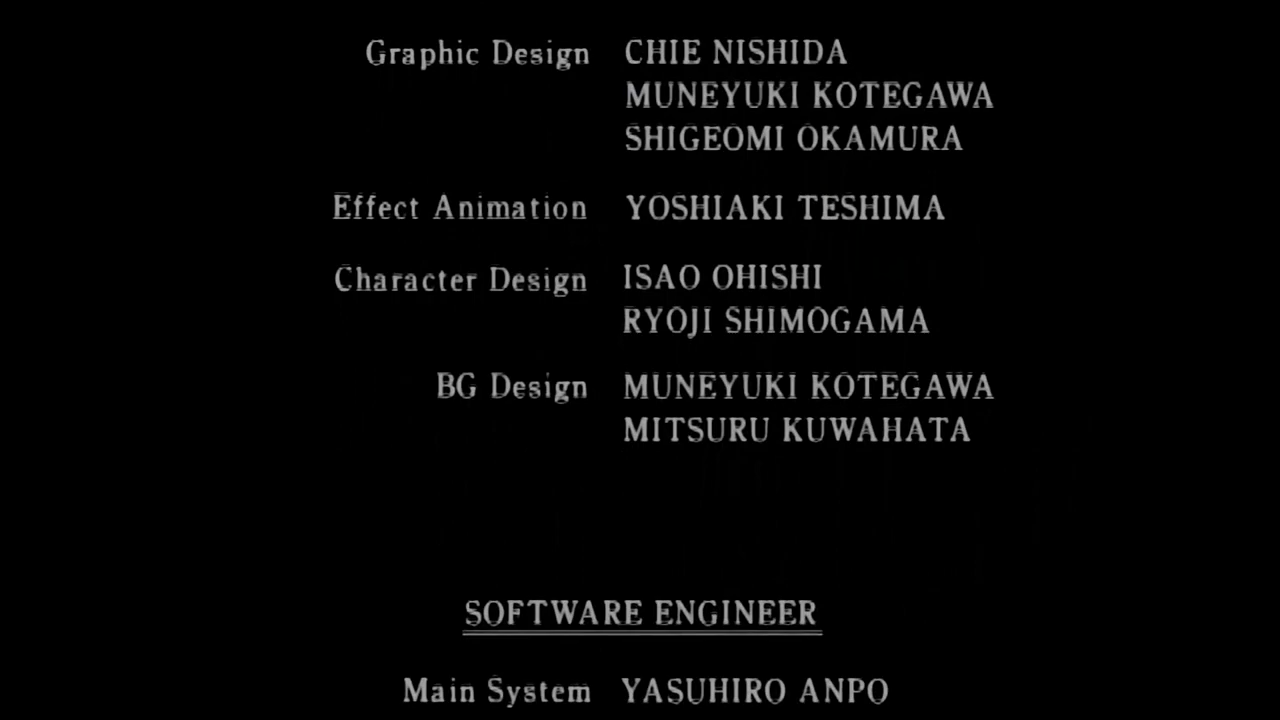 Graphic Design CHIE NISHIDA
MUNEYUKI KOTEGAWA
SHIGEOMI OKAMURA
Effect Animation YOSHIAKI TESHIMA
Character Design ISAO OHISHI
RYOJI SHIMOGAMA
BG Design MUNEYUKI KOTEGAWA
MITSURU KUWAHATA
SOFTWARE ENGINEER
Main System YASUHIRO ANPO